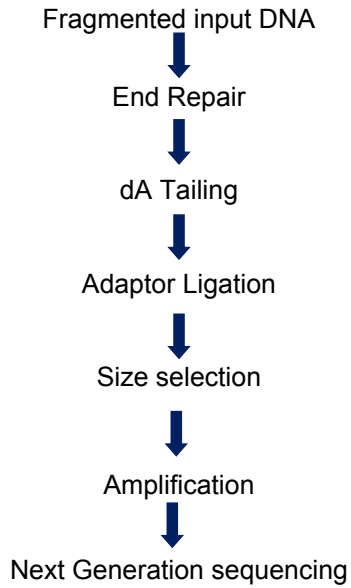 Fragmented input DNA
End Repair
dA Tailing
Adaptor Ligation
Size selection
Amplification
Next Generation sequencing